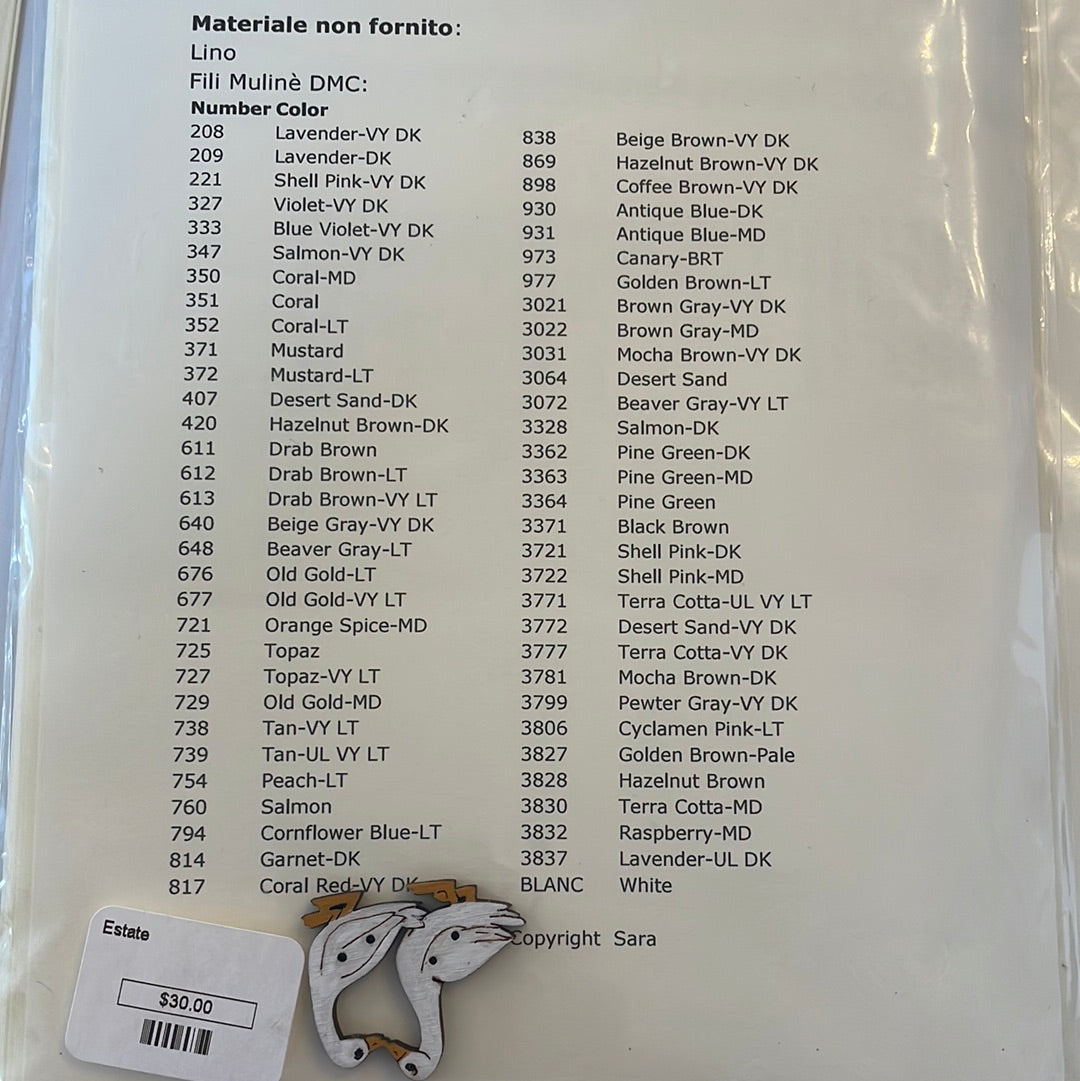 Materiale non fornito:
Lino
Fili Mulinè DMC:
Number Color
208 Lavender-VY DK
209 Lavender-DK
221 Shell Pink-VY DK
327 Violet-VY DK
333 Blue Violet-VY DK
347 Salmon-VY DK
350 Coral-MD
351 Coral
352 Coral-LT
371 Mustard
372 Mustard-LT
407 Desert Sand-DK
420 Hazelnut Brown-DK
611 Drab Brown
612 Drab Brown-LT
613 Drab Brown-VY LT
640 Beige Gray-VY DK
648 Beaver Gray-LT
676 Old Gold-LT
677 Old Gold-VY LT
721 Orange Spice-MD
725 Topaz
727 Topaz-VY LT
729 Old Gold-MD
738 Tan-VY LT
739 Tan-UL VY LT
754 Peach-LT
760 Salmon
794 Cornflower Blue-LT
814 Garnet-DK
817 Coral Red-VY DK
838 Beige Brown-VY DK
869 Hazelnut Brown-VY DK
898 Coffee Brown-VY DK
930 Antique Blue-DK
931 Antique Blue-MD
973 Canary-BRT
977 Golden Brown-LT
3021 Brown Gray-VY DK
3022 Brown Gray-MD
3031 Mocha Brown-VY DK
3064 Desert Sand
3072 Beaver Gray-VY LT
3328 Salmon-DK
3362 Pine Green-DK
3363 Pine Green-MD
3364 Pine Green
3371 Black Brown
3721 Shell Pink-DK
3722 Shell Pink-MD
3771 Terra Cotta-UL VY LT
3772 Desert Sand-VY DK
3777 Terra Cotta-VY DK
3781 Mocha Brown-DK
3799 Pewter Gray-VY DK
3806 Cyclamen Pink-LT
3827 Golden Brown-Pale
3828 Hazelnut Brown
3830 Terra Cotta-MD
3832 Raspberry-MD
3837 Lavender-UL DK
BLANC White
Copyright Sara
Estate
$30.00